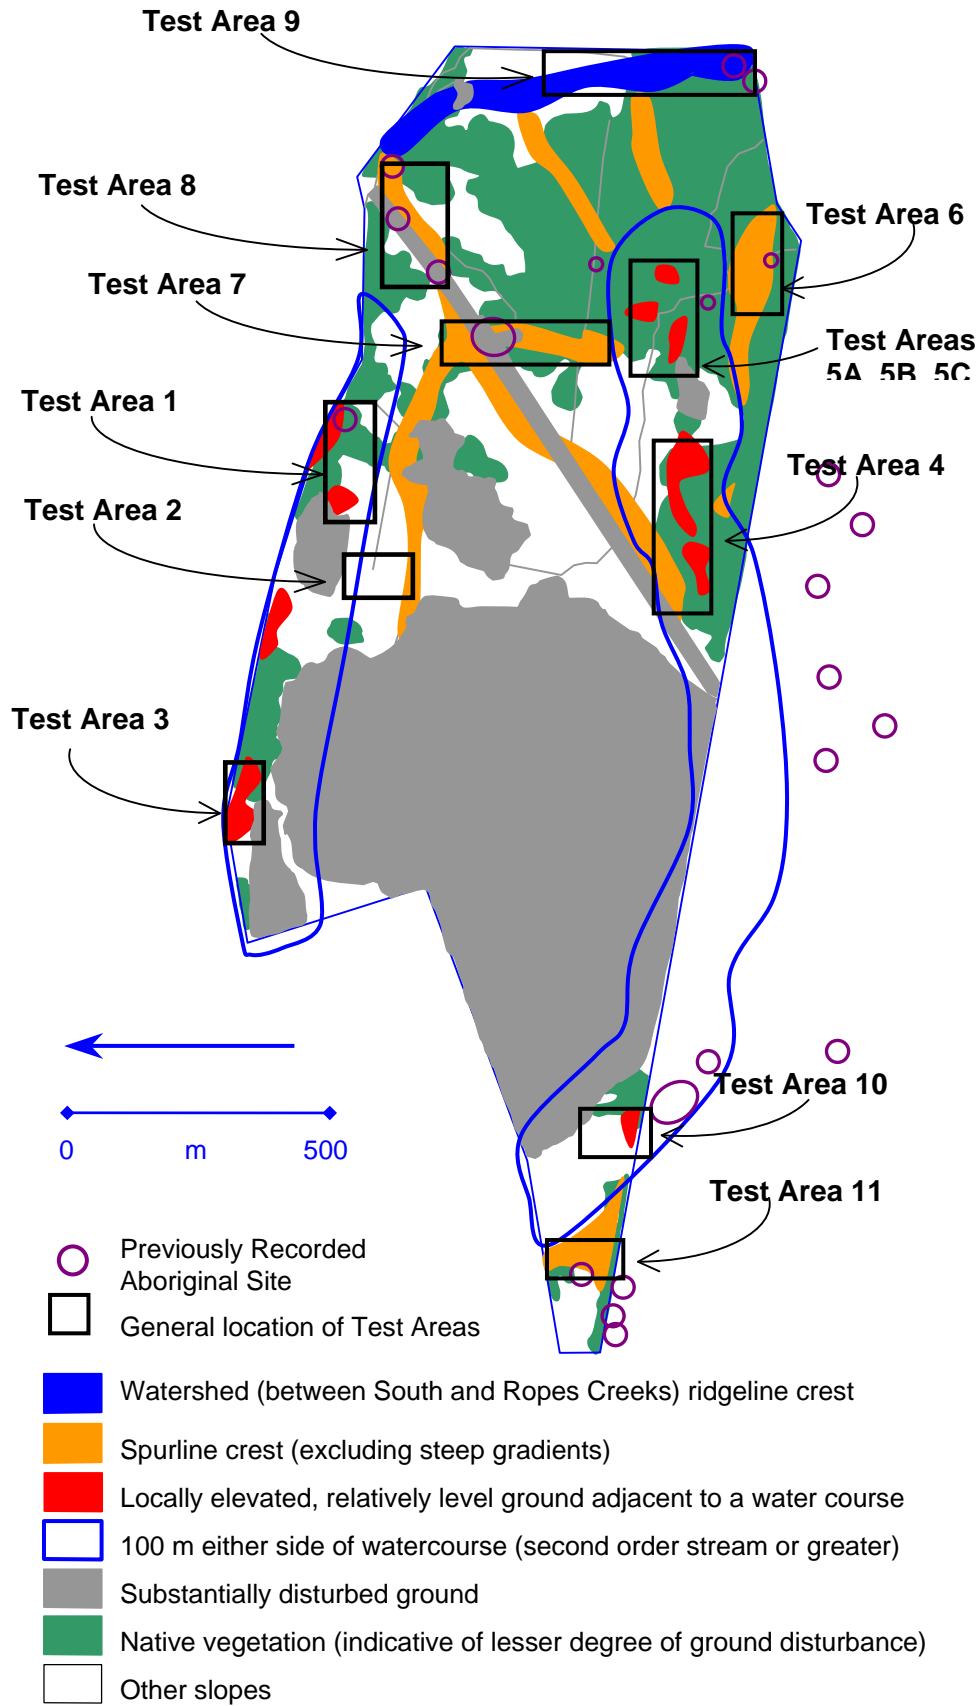 Test Area 9
Test Area 8
Test Area 6
Test Area 7
Test Areas
5A, 5B, 5C
Test Area 1
Test Area 4
Test Area 2
Test Area 3
Test Area 10
0 m 500
Test Area 11
Previously Recorded
Aboriginal Site
General location of Test Areas
Watershed (between South and Ropes Creeks) ridgeline crest
Spurline crest (excluding steep gradients)
Locally elevated, relatively level ground adjacent to a water course
100 m either side of watercourse (second order stream or greater)
Substantially disturbed ground
Native vegetation (indicative of lesser degree of ground disturbance)
Other slopes